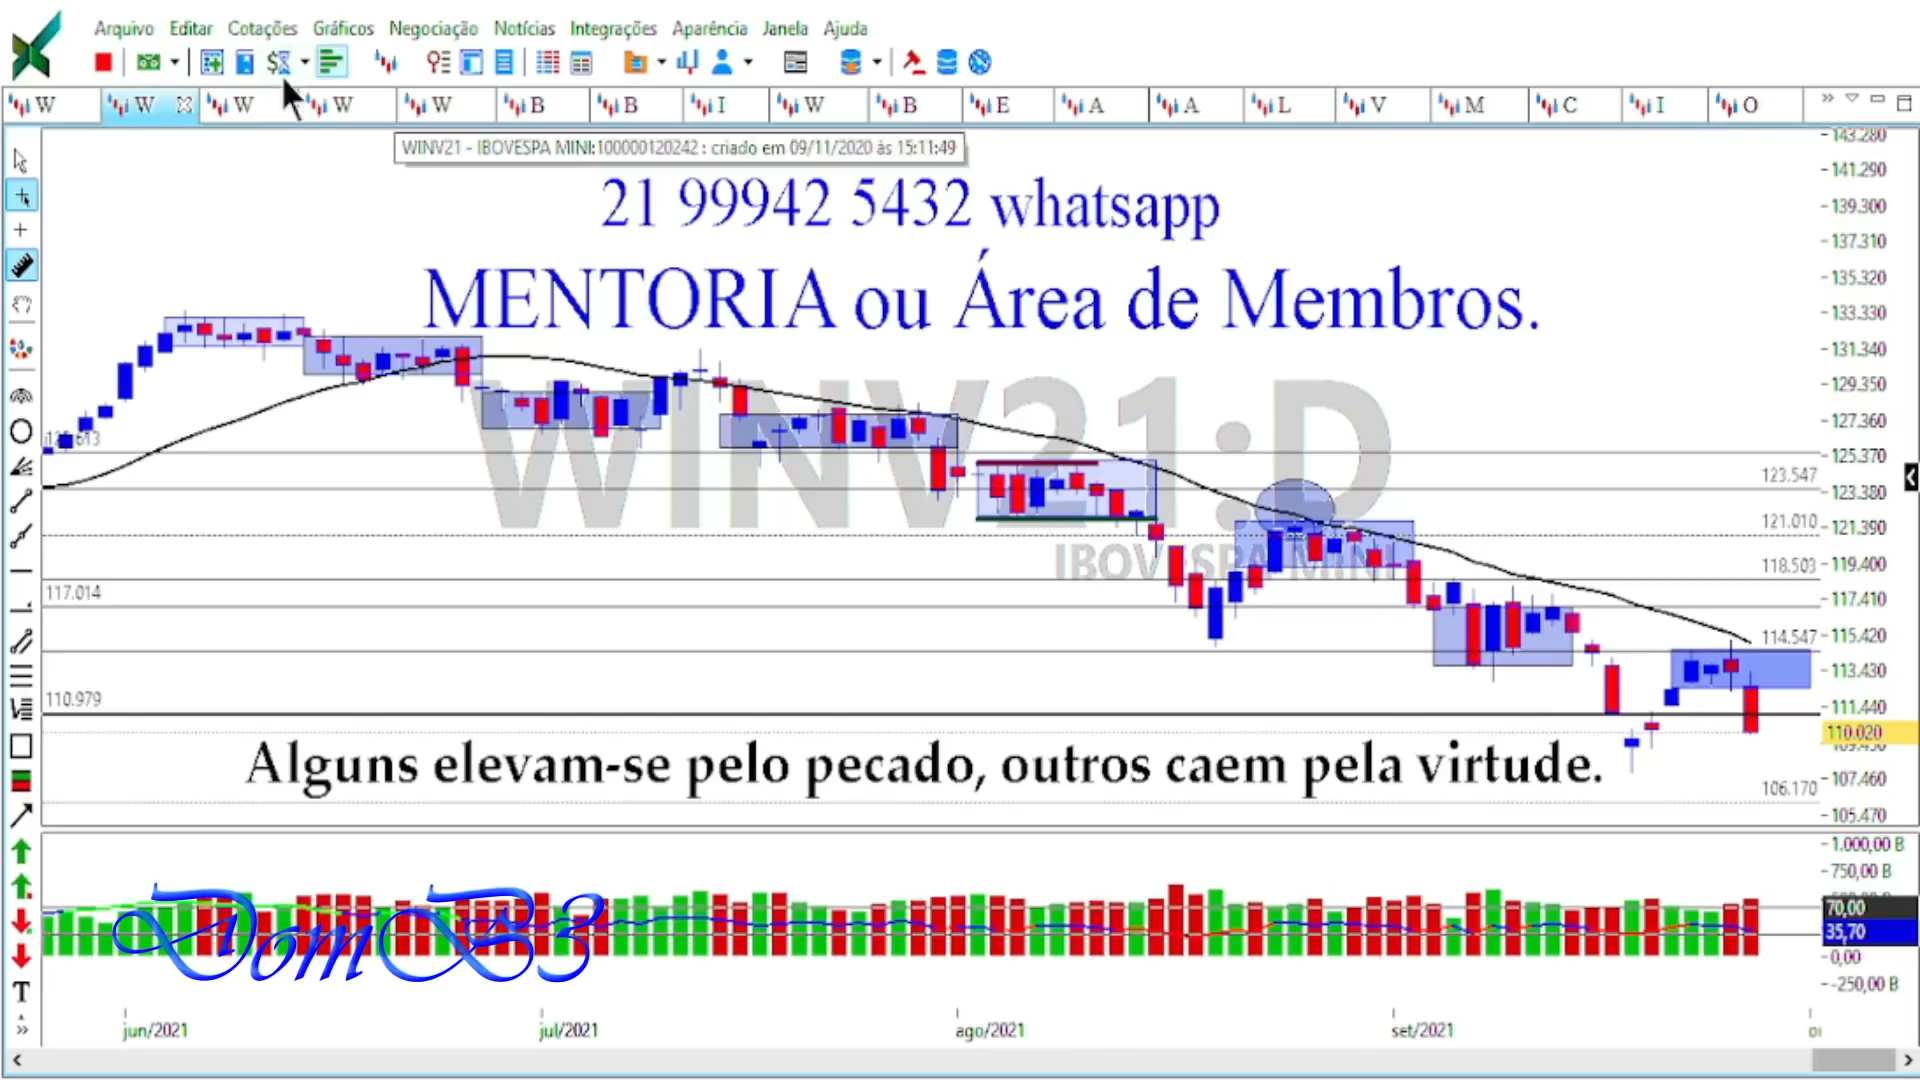 Arquivo Editar Cotações Gráficos Negociação Notícias Integrações Aparência Janela Ajuda
W W W W W B B I W B E A A L V M C I O
WINV21 - IBOVESPA MINI:100000120242 : criado em 09/11/2020 às 15:11:49
21 99942 5432 whatsapp
MENTORIA ou Área de Membros.
WINV21:D
IBOVESPA MINI
143.280
141.290
139.300
137.310
135.320
133.330
131.340
129.350
127.360
125.370
123.547
123.380
121.010
121.390
118.503
119.400
117.014
117.410
114.547
115.420
113.430
110.979
111.440
110.020
Alguns elevam-se pelo pecado, outros caem pela virtude.
107.460
106.170
105.470
1.000,00 B
750,00 B
70,00
35,70
0,00
-250,00 B
DomB3
T
jun/2021 jul/2021 ago/2021 set/2021